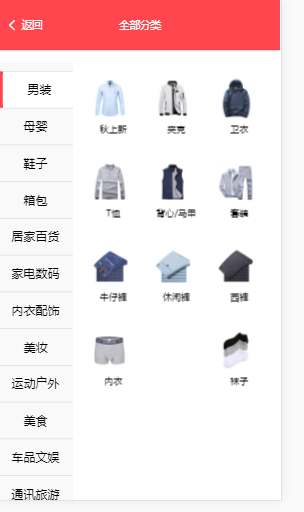 返回
全部分类
男装
母婴
鞋子
箱包
居家百货
家电数码
内衣配饰
美妆
运动户外
美食
车品文娱
通讯旅游
秋上新 夹克 卫衣
T恤 背心/马甲 套装
牛仔裤 休闲裤 西裤
内衣 袜子